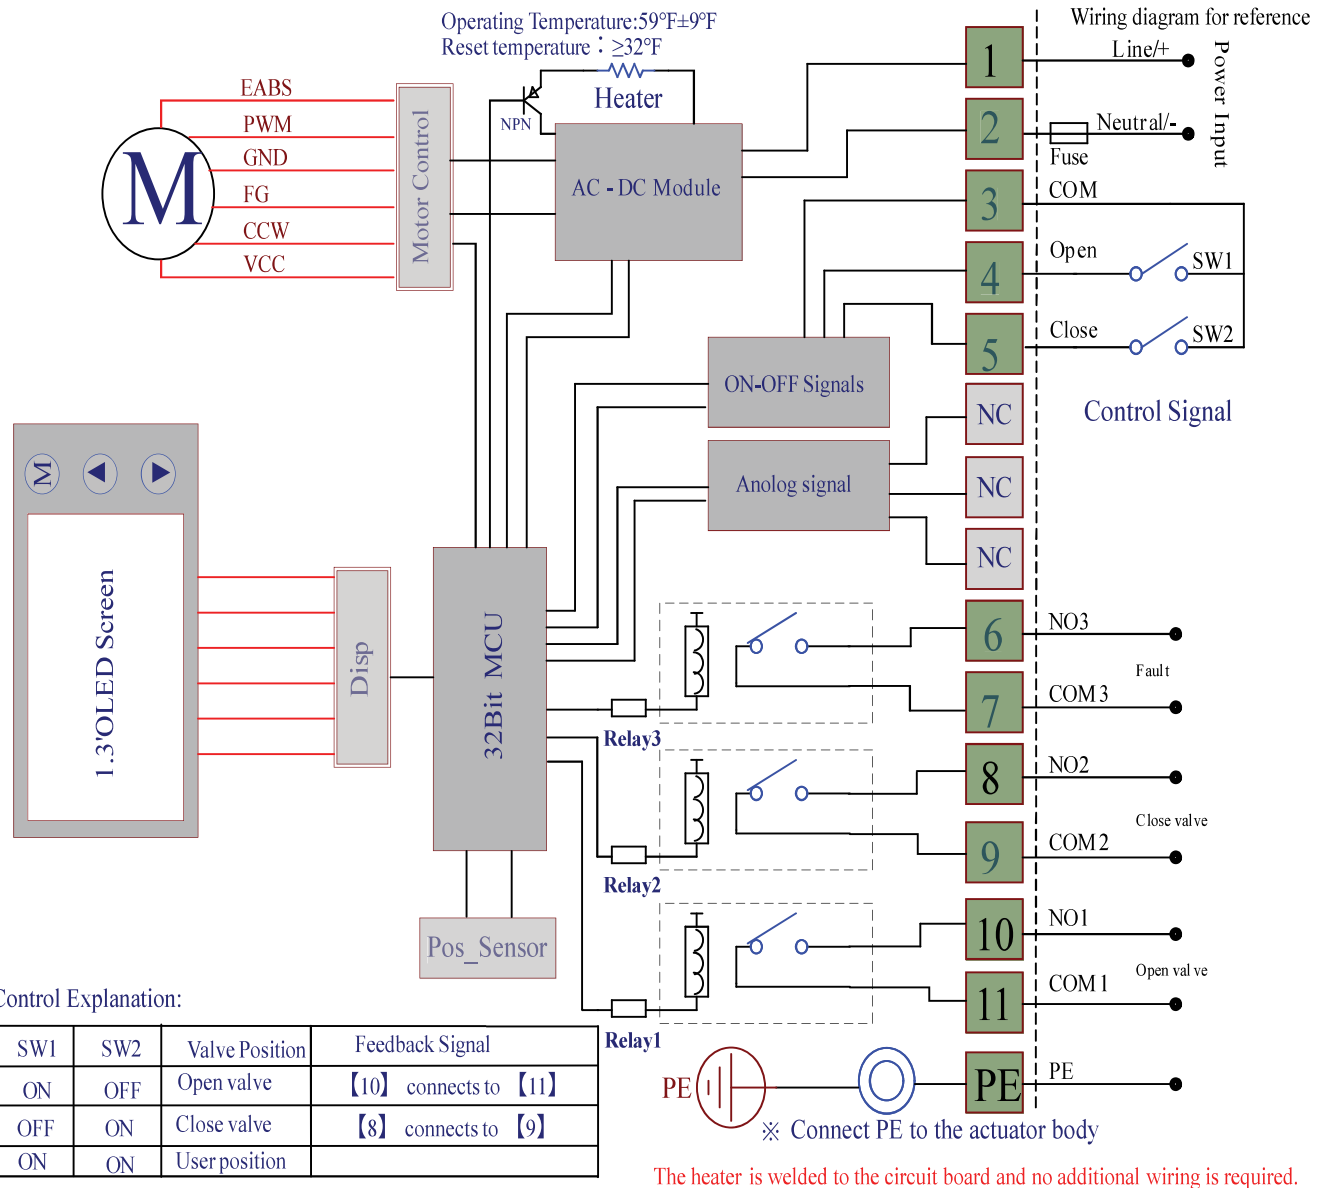 Operating Temperature:59°F±9°F
Reset temperature：≥32°F
Wiring diagram for reference
EABS
PWM
GND
FG
CCW
VCC
M
Motor Control
NPN
Heater
AC - DC Module
1
Line/+
2
Neutral/-
Fuse
Power Input
3
COM
4
Open
SW1
5
Close
SW2
ON-OFF Signals
NC
Control Signal
Anolog signal
NC
NC
M
1.3'OLED Screen
Disp
32Bit MCU
Pos_Sensor
6
NO3
Fault
7
COM3
Relay3
8
NO2
Close valve
9
COM2
Relay2
10
NO1
Open valve
11
COM1
Relay1
PE
PE
PE
※ Connect PE to the actuator body
Control Explanation:
SW1 SW2 Valve Position Feedback Signal
ON OFF Open valve 【10】 connects to 【11】
OFF ON Close valve 【8】 connects to 【9】
ON ON User position
The heater is welded to the circuit board and no additional wiring is required.